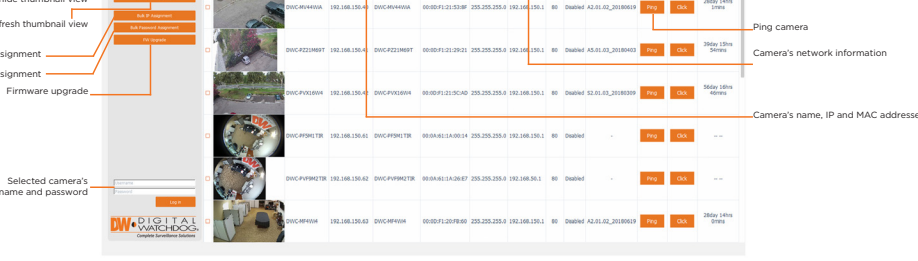 hide thumbnail view
fresh thumbnail view
signment
signment
Firmware upgrade
Selected camera's
name and password
Bulk IP Assignment
Bulk Password Assignment
FW Upgrade
Username
Password
Log in
DW DIGITAL
WATCHDOG
Complete Surveillance Solutions
DWC-MV44WiA 192.168.150.4 DWC-MV44WiA 00:0D:F1:21:53:8F 255.255.255.0 192.168.150.1 80 Disabled A2.01.02_20180619 Ping Click 28day 14hrs
1mins
DWC-PZ21M69T 192.168.150.4 DWC-PZ21M69T 00:0D:F1:21:29:21 255.255.255.0 192.168.150.1 80 Disabled A5.01.03_20180403 Ping Click 39day 15hrs
54mins
DWC-PVX16W4 192.168.150.4 DWC-PVX16W4 00:0D:F1:21:5C:AD 255.255.255.0 192.168.150.1 80 Disabled S2.01.03_20180309 Ping Click 56day 16hrs
46mins
DWC-PF5M1TIR 192.168.150.61 DWC-PF5M1TIR 00:0A:61:1A:00:14 255.255.255.0 192.168.150.1 80 Disabled - Ping Click --
DWC-PVF9M2TIR 192.168.150.62 DWC-PVF9M2TIR 00:0A:61:1A:26:E7 255.255.255.0 192.168.50.1 80 Disabled - Ping Click --
DWC-MF4Wi4 192.168.150.63 DWC-MF4Wi4 00:0D:F1:20:FB:60 255.255.255.0 192.168.150.1 80 Disabled A2.01.02_20180619 Ping Click 28day 14hrs
0mins
Ping camera
Camera's network information
Camera's name, IP and MAC addresse